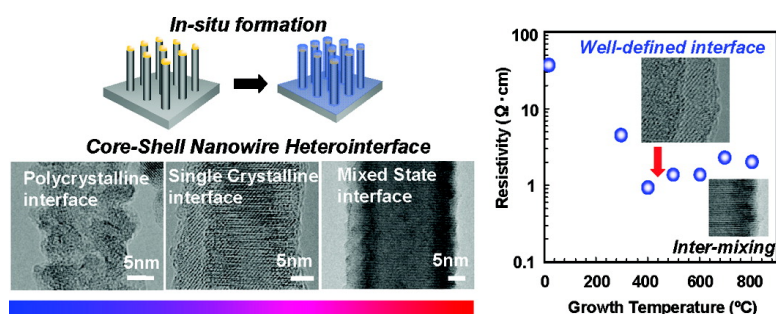 In-situ formation
Core-Shell Nanowire Heterointerface
Polycrystalline
interface
Single Crystalline
interface
Mixed State
interface
5nm
5nm
5nm
Resistivity (Ω·cm)
100
10
1
0.1
Well-defined interface
Inter-mixing
0 200 400 600 800
Growth Temperature (ºC)